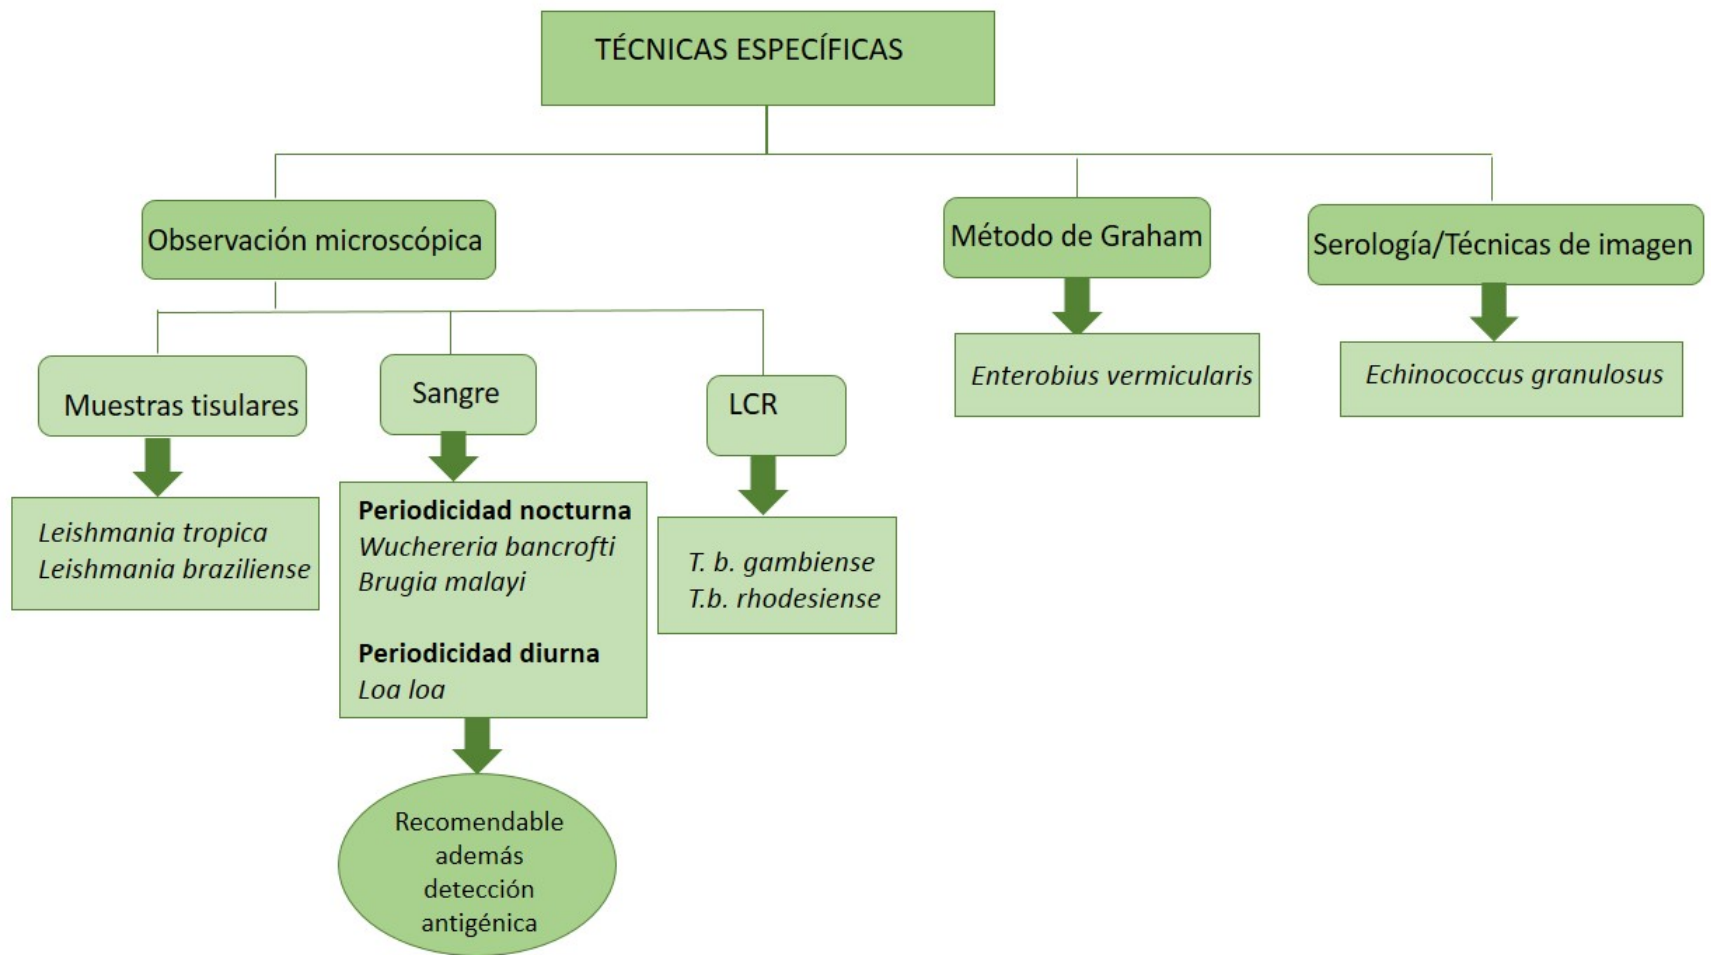 TÉCNICAS ESPECÍFICAS
Observación microscópica
Método de Graham
Serología/Técnicas de imagen
Muestras tisulares
Sangre
LCR
Enterobius vermicularis
Echinococcus granulosus
Leishmania tropica
Leishmania braziliense
Periodicidad nocturna
Wuchereria bancrofti
Brugia malayi
Periodicidad diurna
Loa loa
T. b. gambiense
T.b. rhodesiense
Recomendable
además
detección
antigénica